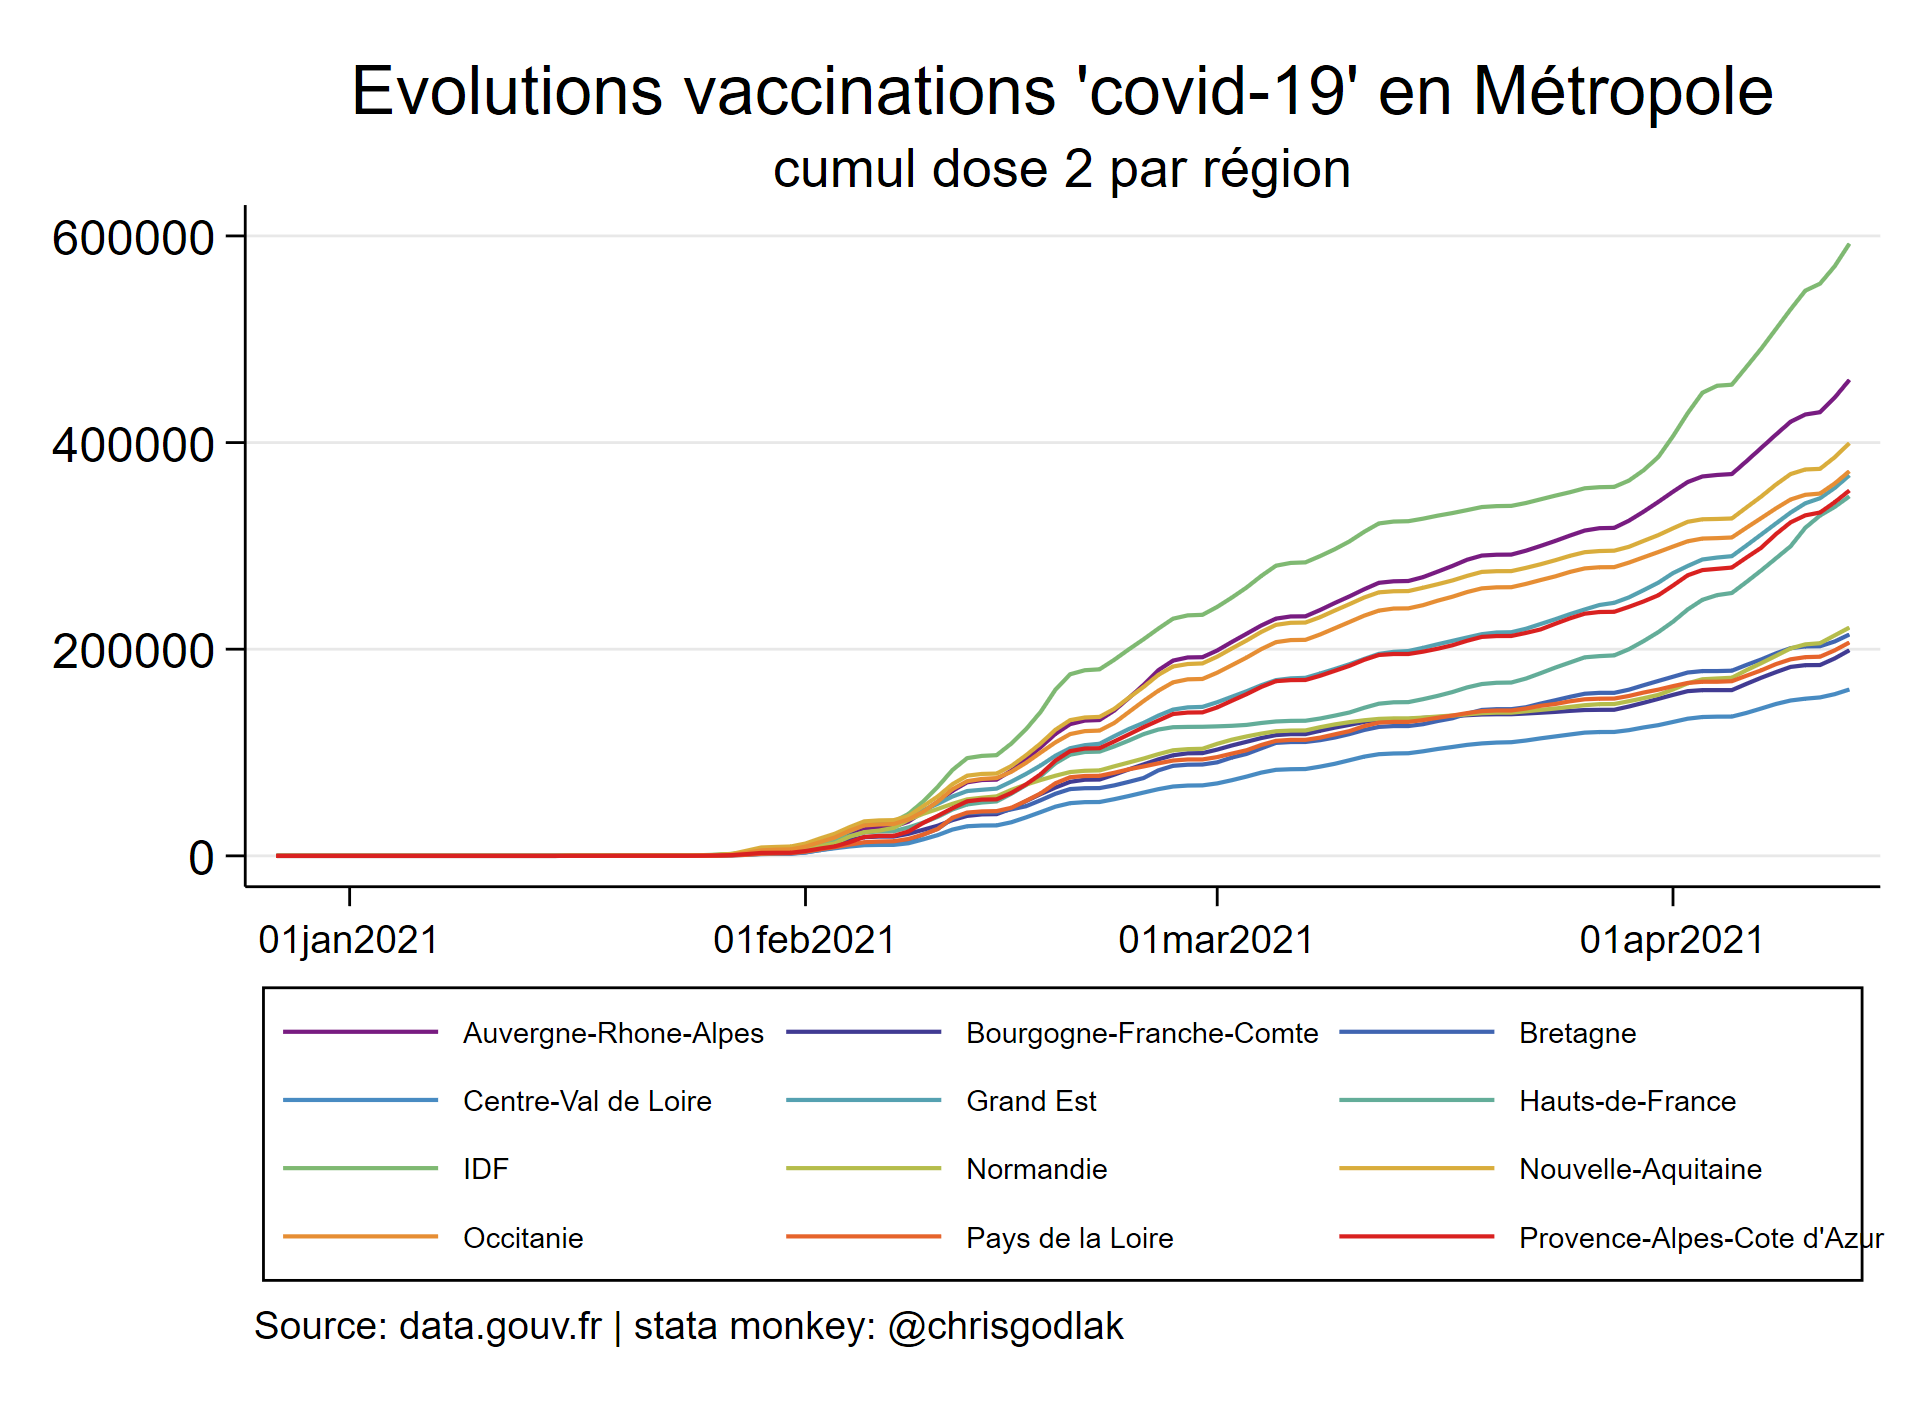 Evolutions vaccinations 'covid-19' en Métropole
cumul dose 2 par région
600000
400000
200000
0
01jan2021 01feb2021 01mar2021 01apr2021
Auvergne-Rhone-Alpes Bourgogne-Franche-Comte Bretagne
Centre-Val de Loire Grand Est Hauts-de-France
IDF Normandie Nouvelle-Aquitaine
Occitanie Pays de la Loire Provence-Alpes-Cote d'Azur
Source: data.gouv.fr | stata monkey: @chrisgodlak